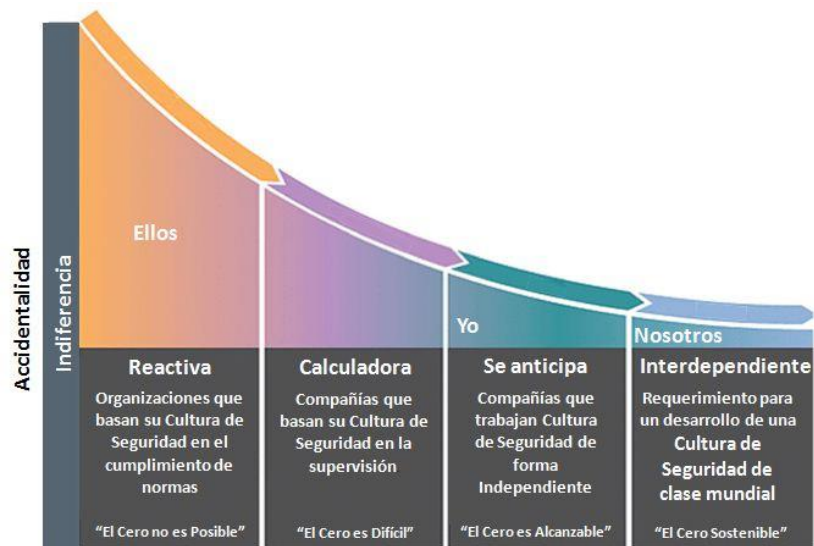 Accidentalidad
Indiferencia
Ellos
Yo
Nosotros
Reactiva
Organizaciones que
basan su Cultura de
Seguridad en el
cumplimiento de
normas
“El Cero no es Posible”
Calculadora
Compañías que
basan su Cultura de
Seguridad en la
supervisión
“El Cero es Difícil”
Se anticipa
Compañías que
trabajan Cultura
de Seguridad de
forma
Independiente
“El Cero es Alcanzable”
Interdependiente
Requerimiento para
un desarrollo de una
Cultura de
Seguridad de
clase mundial
“El Cero Sostenible”